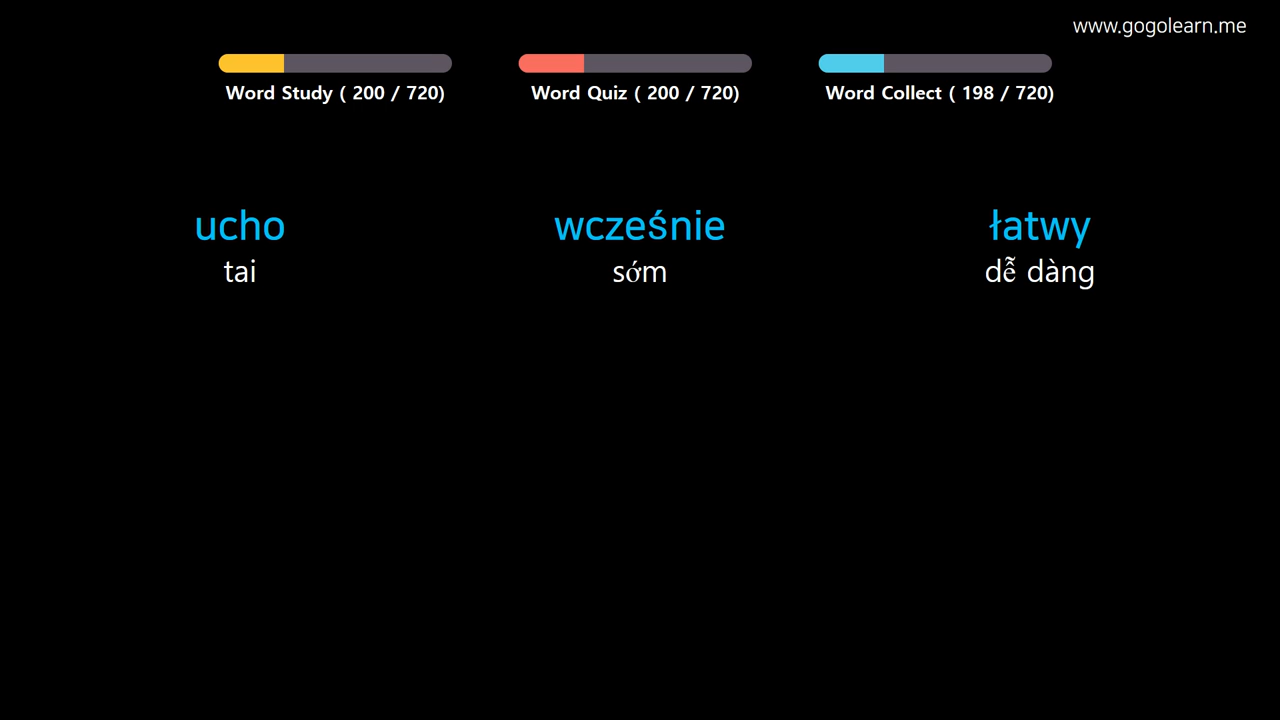 www.gogolearn.me
Word Study ( 200 / 720)
Word Quiz ( 200 / 720)
Word Collect ( 198 / 720)
ucho
tai
wcześnie
sớm
łatwy
dễ dàng